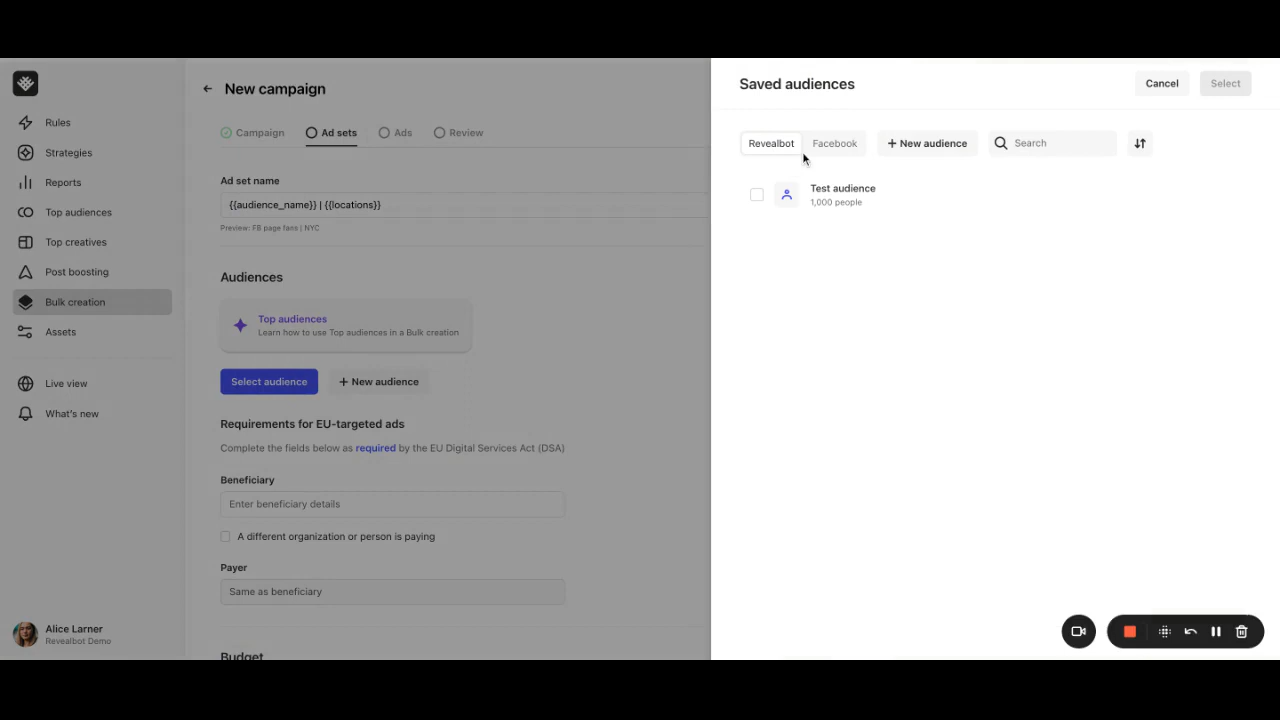 Rules
Strategies
Reports
Top audiences
Top creatives
Post boosting
Bulk creation
Assets
Live view
What's new
Alice Larner
Revealbot Demo
New campaign
Campaign
Ad sets
Ads
Review
Ad set name
{{audience_name}} | {{locations}}
Preview: FB page fans | NYC
Audiences
Top audiences
Learn how to use Top audiences in a Bulk creation
Select audience
+ New audience
Requirements for EU-targeted ads
Complete the fields below as required by the EU Digital Services Act (DSA)
Beneficiary
Enter beneficiary details
A different organization or person is paying
Payer
Same as beneficiary
Budget
Saved audiences
Cancel
Select
Revealbot
Facebook
+ New audience
Search
Test audience
1,000 people